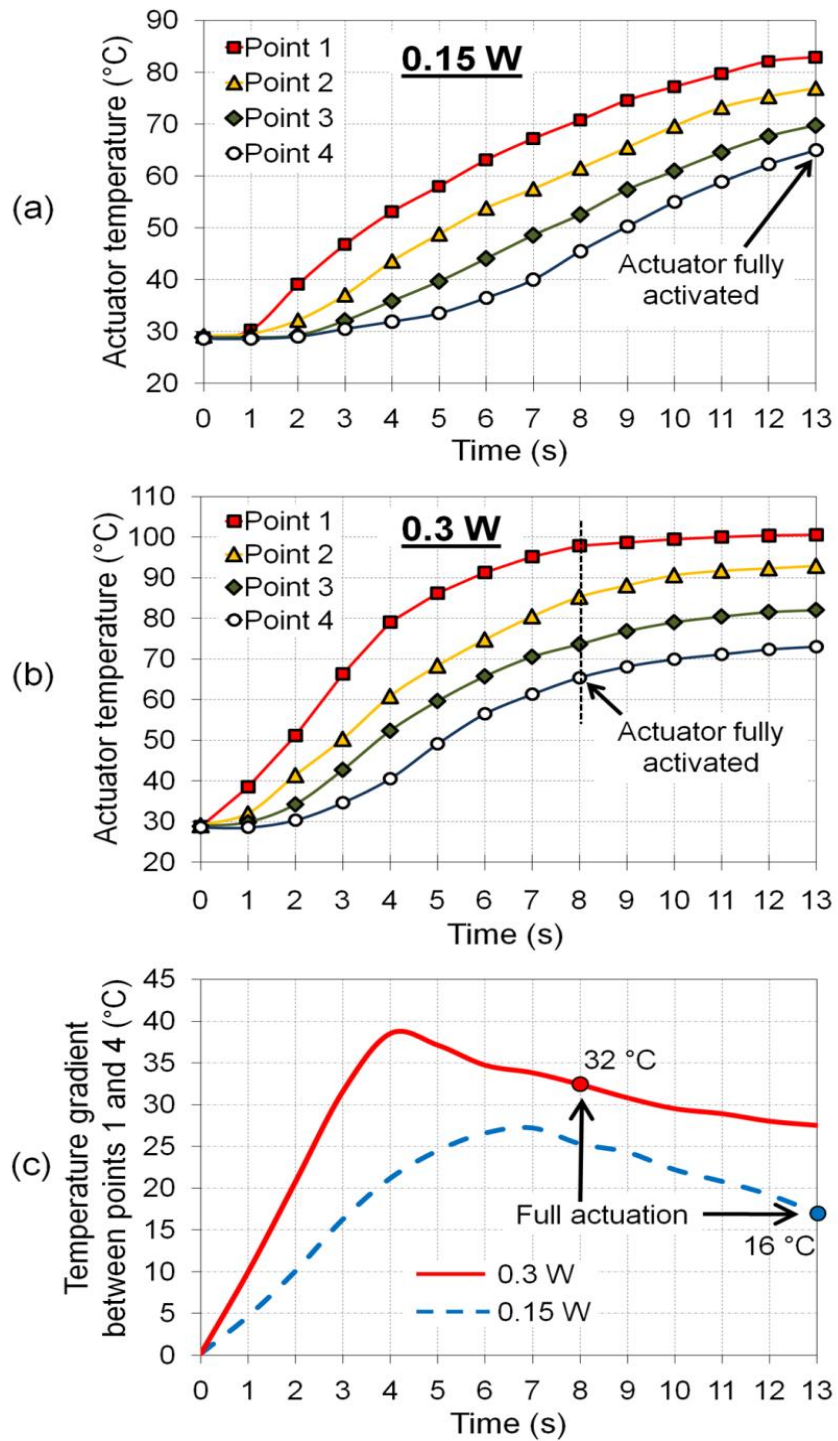 (a)
Actuator temperature (°C)
90
80
70
60
50
40
30
20
Point 1
Point 2
Point 3
Point 4
0.15 W
Actuator fully
activated
0 1 2 3 4 5 6 7 8 9 10 11 12 13
Time (s)
(b)
Actuator temperature (°C)
110
100
90
80
70
60
50
40
30
20
Point 1
Point 2
Point 3
Point 4
0.3 W
Actuator fully
activated
0 1 2 3 4 5 6 7 8 9 10 11 12 13
Time (s)
(c)
Temperature gradient
between points 1 and 4 (°C)
45
40
35
30
25
20
15
10
5
0
32 °C
Full actuation
16 °C
0.3 W
0.15 W
0 1 2 3 4 5 6 7 8 9 10 11 12 13
Time (s)